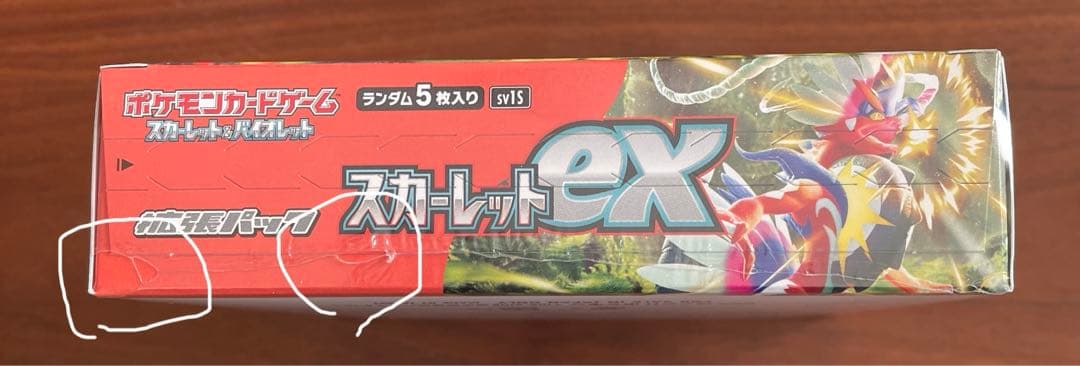 ポケモンカードゲーム™
スカーレット&バイオレット
ランダム5枚入り
SV1S
拡張パック
スカーレットex